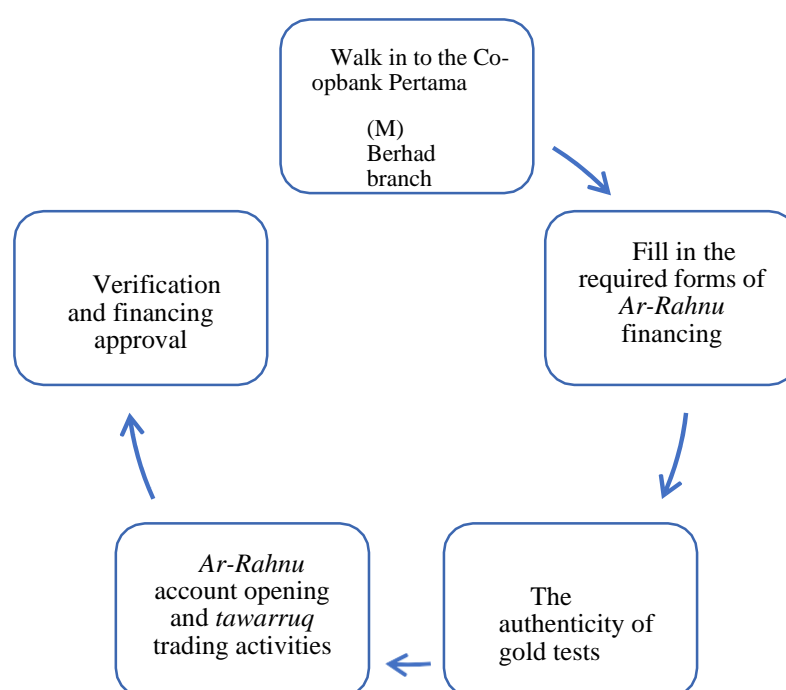 Walk in to the Co-
opbank Pertama
(M)
Berhad
branch
Fill in the
required forms of
Ar-Rahnu
financing
The
authenticity of
gold tests
Ar-Rahnu
account opening
and tawarruq
trading activities
Verification
and financing
approval